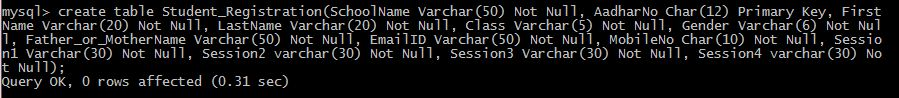 mysql> create table Student_Registration(SchoolName Varchar(50) Not Null, AadharNo Char(12) Primary Key, First
Name Varchar(20) Not Null, LastName Varchar(20) Not Null, Class Varchar(5) Not Null, Gender Varchar(6) Not Nul
l, Father_or_MotherName Varchar(50) Not Null, EmailID Varchar(50) Not Null, MobileNo Char(10) Not Null, Sessio
n1 Varchar(30) Not Null, Session2 varchar(30) Not Null, Session3 Varchar(30) Not Null, Session4 varchar(30) No
t Null);
Query OK, 0 rows affected (0.31 sec)